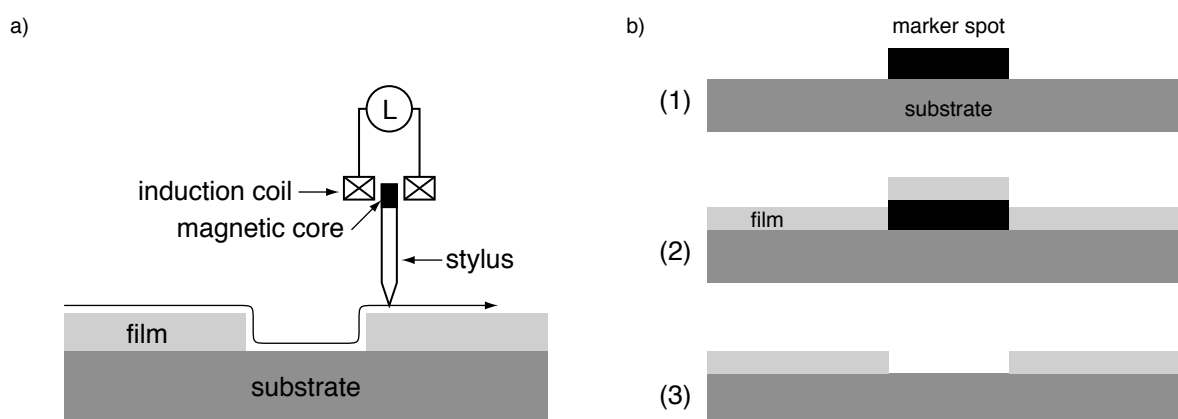 a)
L
induction coil
magnetic core
stylus
film
substrate
b)
marker spot
(1)
substrate
film
(2)
(3)